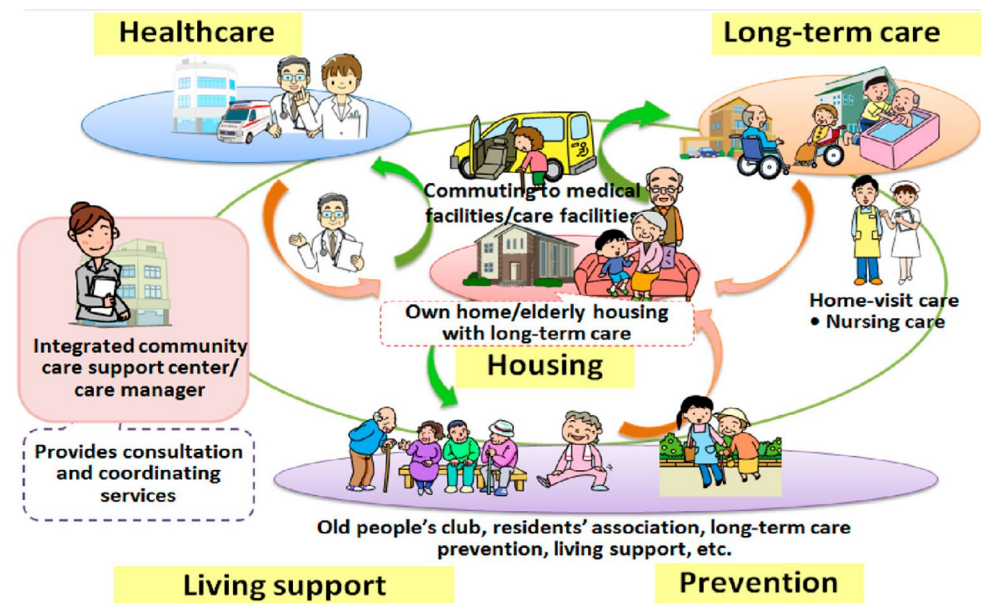 Healthcare
Long-term care
Commuting to medical
facilities/care facilities
Own home/elderly housing
with long-term care
Housing
Home-visit care
• Nursing care
Integrated community
care support center/
care manager
Provides consultation
and coordinating
services
Old people’s club, residents’ association, long-term care
prevention, living support, etc.
Living support
Prevention